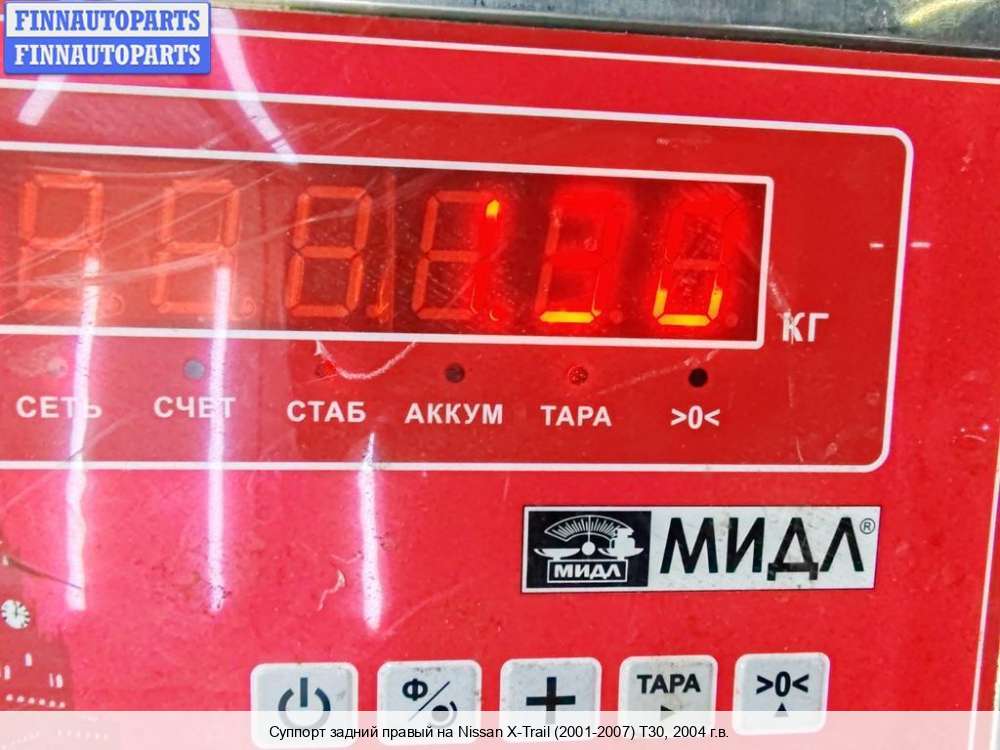 FINNAUTOPARTS
FINNAUTOPARTS
КГ
СЕТЬ СЧЕТ СТАБ АККУМ ТАРА >0<
МИДЛ МИДЛ®
Ф ТАРА >0<
Суппорт задний правый на Nissan X-Trail (2001-2007) T30, 2004 г.в.